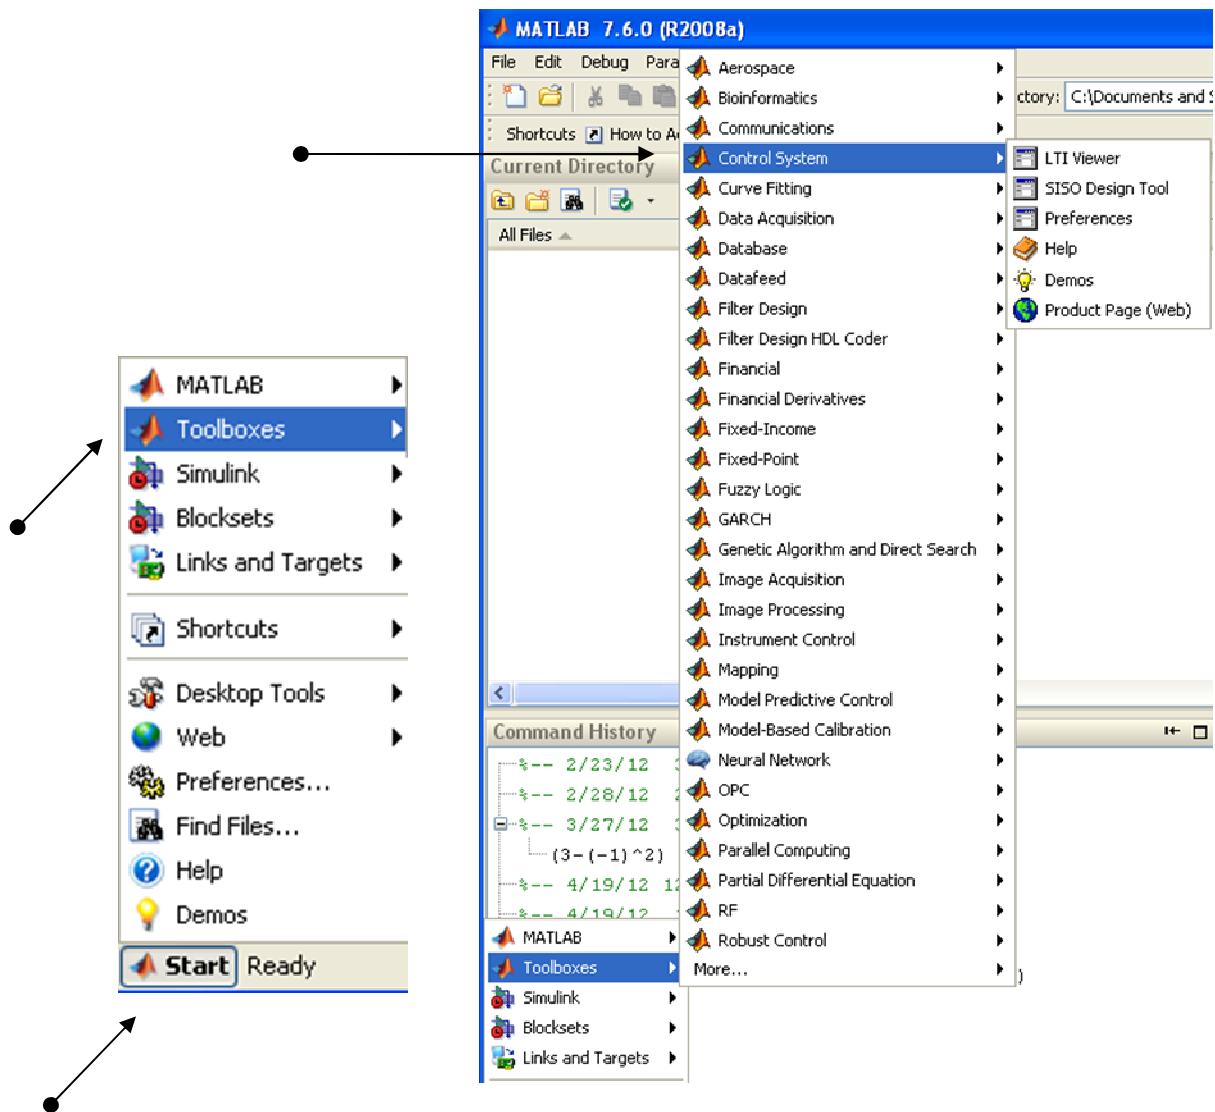 MATLAB 7.6.0 (R2008a)
File Edit Debug Para
ctory: C:\Documents and S
Shortcuts How to A
Current Directory
All Files
Aerospace
Bioinformatics
Communications
Control System
Curve Fitting
Data Acquisition
Database
Datafeed
Filter Design
Filter Design HDL Coder
Financial
Financial Derivatives
Fixed-Income
Fixed-Point
Fuzzy Logic
GARCH
Genetic Algorithm and Direct Search
Image Acquisition
Image Processing
Instrument Control
Mapping
Model Predictive Control
Model-Based Calibration
Neural Network
OPC
Optimization
Parallel Computing
Partial Differential Equation
RF
Robust Control
More...
LTI Viewer
SISO Design Tool
Preferences
Help
Demos
Product Page (Web)
MATLAB
Toolboxes
Simulink
Blocksets
Links and Targets
Shortcuts
Desktop Tools
Web
Preferences...
Find Files...
Help
Demos
Start Ready
Command History
%-- 2/23/12
%-- 2/28/12
%-- 3/27/12
(3-(-1)^2)
%-- 4/19/12 12
%-- 4/19/12
)
MATLAB
Toolboxes
Simulink
Blocksets
Links and Targets